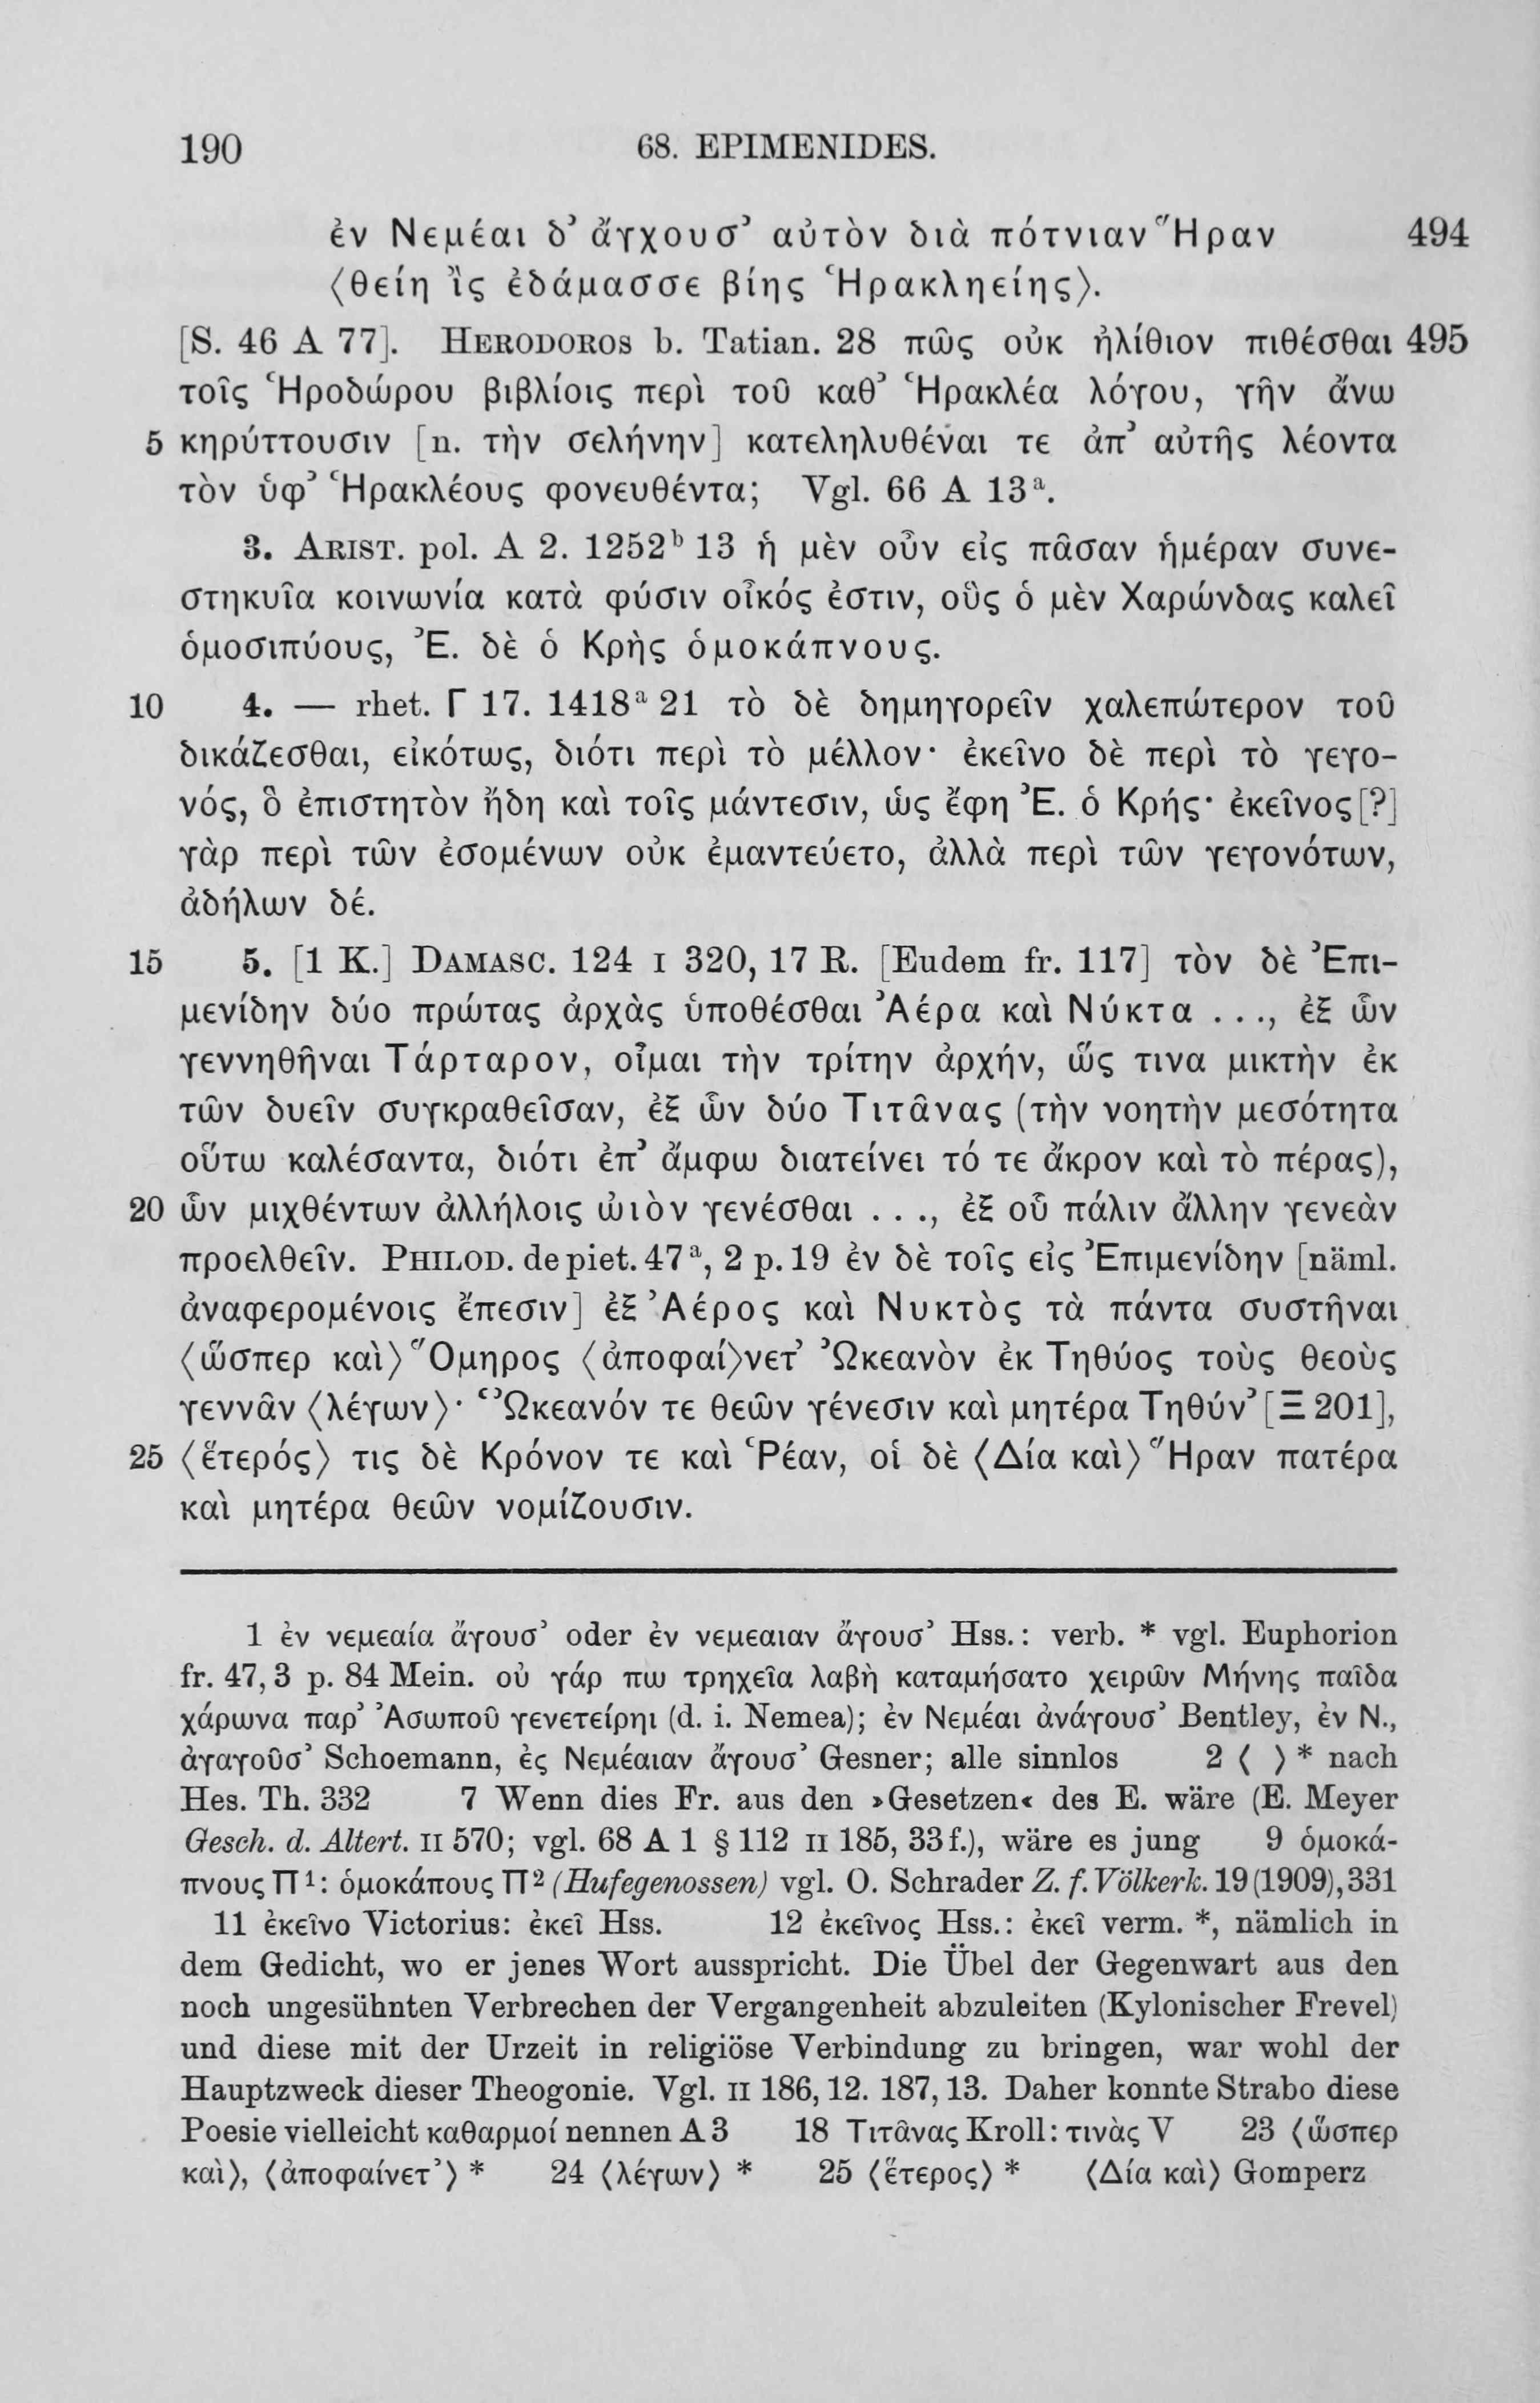 190 68. EPIMENIDES.
ἐν Νεμέαι δ’ ἄγχουσ’ αὐτὸν διὰ πότνιαν Ἥραν 494
⟨θείη ἲς ἐδάμασσε βίης Ἡρακληείης⟩.
[S. 46 A 77]. HERODOROS b. Tatian. 28 πῶς οὐκ ἠλίθιον πιθέσθαι 495
τοῖς Ἡροδώρου βιβλίοις περὶ τοῦ καθ’ Ἡρακλέα λόγου, γῆν ἄνω
5 κηρύττουσιν [n. τὴν σελήνην] κατεληλυθέναι τε ἀπ’ αὐτῆς λέοντα
τὸν ὑφ’ Ἡρακλέους φονευθέντα; Vgl. 66 A 13ᵃ.
3. ARIST. pol. A 2. 1252ᵇ 13 ἡ μὲν οὖν εἰς πᾶσαν ἡμέραν συνε-
στηκυῖα κοινωνία κατὰ φύσιν οἶκός ἐστιν, οὓς ὁ μὲν Χαρώνδας καλεῖ
ὁμοσιπύους, Ἐ. δὲ ὁ Κρὴς ὁμοκάπνους.
10 4. — rhet. Γ 17. 1418ᵃ 21 τὸ δὲ δημηγορεῖν χαλεπώτερον τοῦ
δικάζεσθαι, εἰκότως, διότι περὶ τὸ μέλλον· ἐκεῖνο δὲ περὶ τὸ γεγο-
νός, ὃ ἐπιστητὸν ἤδη καὶ τοῖς μάντεσιν, ὡς ἔφη Ἐ. ὁ Κρής· ἐκεῖνος [?]
γὰρ περὶ τῶν ἐσομένων οὐκ ἐμαντεύετο, ἀλλὰ περὶ τῶν γεγονότων,
ἀδήλων δέ.
15 5. [1 K.] DAMASC. 124 I 320, 17 R. [Eudem fr. 117] τὸν δὲ Ἐπι-
μενίδην δύο πρώτας ἀρχὰς ὑποθέσθαι Ἀέρα καὶ Νύκτα . . ., ἐξ ὧν
γεννηθῆναι Τάρταρον, οἶμαι τὴν τρίτην ἀρχήν, ὥς τινα μικτὴν ἐκ
τῶν δυεῖν συγκραθεῖσαν, ἐξ ὧν δύο Τιτᾶνας (τὴν νοητὴν μεσότητα
οὕτω καλέσαντα, διότι ἐπ’ ἄμφω διατείνει τό τε ἄκρον καὶ τὸ πέρας),
20 ὧν μιχθέντων ἀλλήλοις ὠιὸν γενέσθαι . . ., ἐξ οὗ πάλιν ἄλλην γενεὰν
προελθεῖν. PHILOD. de piet. 47ᵃ, 2 p. 19 ἐν δὲ τοῖς εἰς Ἐπιμενίδην [näml.
ἀναφερομένοις ἔπεσιν] ἐξ Ἀέρος καὶ Νυκτὸς τὰ πάντα συστῆναι
⟨ὥσπερ καὶ⟩ Ὅμηρος ⟨ἀποφαί⟩νετ’ Ὠκεανὸν ἐκ Τηθύος τοὺς θεοὺς
γεννᾶν ⟨λέγων⟩· ‘Ὠκεανόν τε θεῶν γένεσιν καὶ μητέρα Τηθύν’ [Ξ 201],
25 ⟨ἕτερός⟩ τις δὲ Κρόνον τε καὶ Ῥέαν, οἱ δὲ ⟨Δία καὶ⟩ Ἥραν πατέρα
καὶ μητέρα θεῶν νομίζουσιν.
1 ἐν νεμεαία ἄγουσ’ oder ἐν νεμεαιαν ἄγουσ’ Hss.: verb. * vgl. Euphorion
fr. 47, 3 p. 84 Mein. οὐ γάρ πω τρηχεῖα λαβὴ καταμήσατο χειρῶν Μήνης παῖδα
χάρωνα παρ’ Ἀσωποῦ γενετείρηι (d. i. Nemea); ἐν Νεμέαι ἀνάγουσ’ Bentley, ἐν Ν.,
ἀγαγοῦσ’ Schoemann, ἐς Νεμέαιαν ἄγουσ’ Gesner; alle sinnlos 2 ⟨ ⟩ * nach
Hes. Th. 332 7 Wenn dies Fr. aus den »Gesetzen« des E. wäre (E. Meyer
Gesch. d. Altert. II 570; vgl. 68 A 1 § 112 II 185, 33 f.), wäre es jung 9 ὁμοκά-
πνους Π¹: ὁμοκάπους Π² (Hufegenossen) vgl. O. Schrader Z. f. Völkerk. 19 (1909), 331
11 ἐκεῖνο Victorius: ἐκεῖ Hss. 12 ἐκεῖνος Hss.: ἐκεῖ verm. *, nämlich in
dem Gedicht, wo er jenes Wort ausspricht. Die Übel der Gegenwart aus den
noch ungesühnten Verbrechen der Vergangenheit abzuleiten (Kylonischer Frevel)
und diese mit der Urzeit in religiöse Verbindung zu bringen, war wohl der
Hauptzweck dieser Theogonie. Vgl. II 186, 12. 187, 13. Daher konnte Strabo diese
Poesie vielleicht καθαρμοί nennen A 3 18 Τιτᾶνας Kroll: τινὰς V 23 ⟨ὥσπερ
καὶ⟩, ⟨ἀποφαίνετ’⟩ * 24 ⟨λέγων⟩ * 25 ⟨ἕτερος⟩ * ⟨Δία καὶ⟩ Gomperz